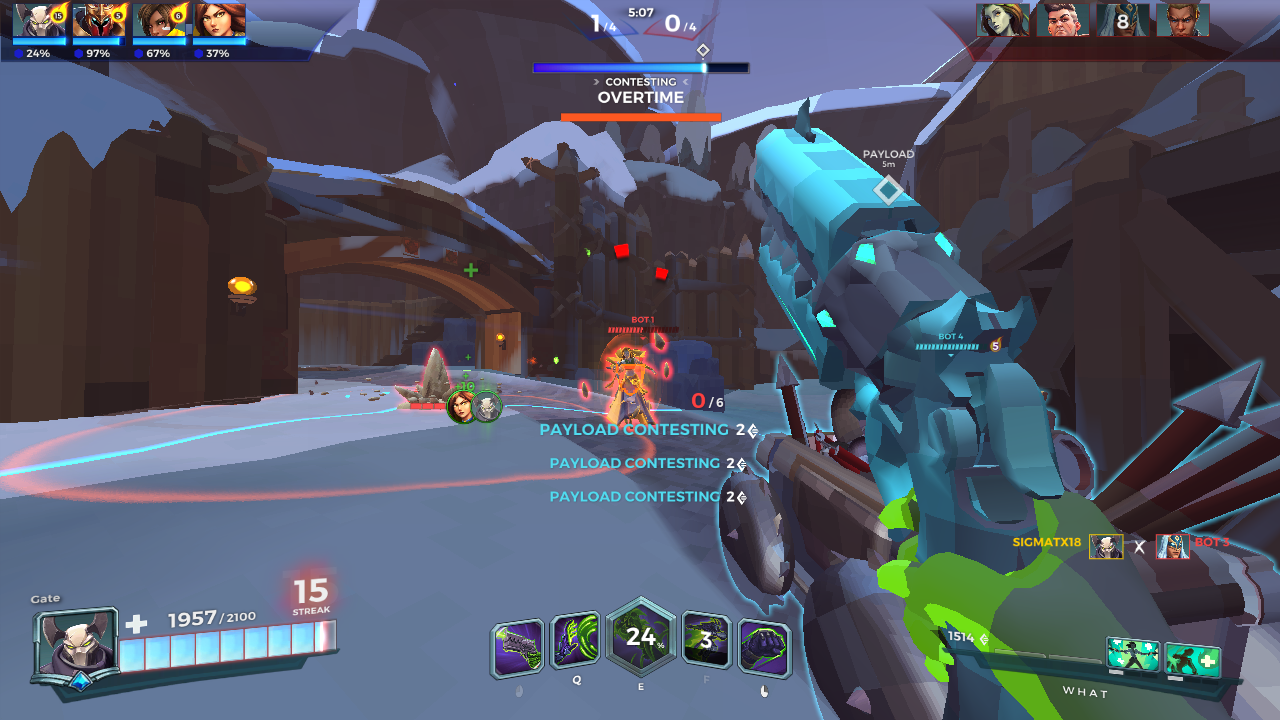 15
5
6
24%
97%
67%
37%
5:07
1/4
0/4
8
CONTESTING
OVERTIME
PAYLOAD
5m
BOT 1
BOT 4
5
10
0/6
PAYLOAD CONTESTING 2
PAYLOAD CONTESTING 2
PAYLOAD CONTESTING 2
SIGMATX18
X
BOT 3
Gate
1957/2100
15
STREAK
24%
3
Q
E
F
1514
WHAT